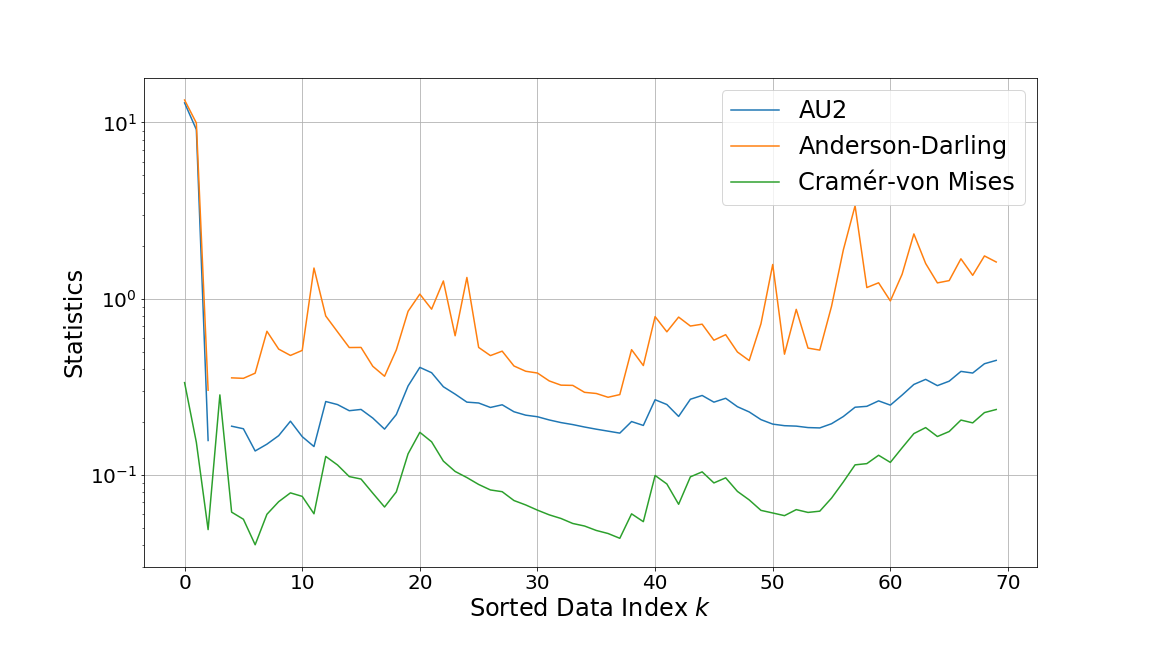 AU2
Anderson-Darling
Cramér-von Mises
10¹
10⁰
10⁻¹
Statistics
0 10 20 30 40 50 60 70
Sorted Data Index k